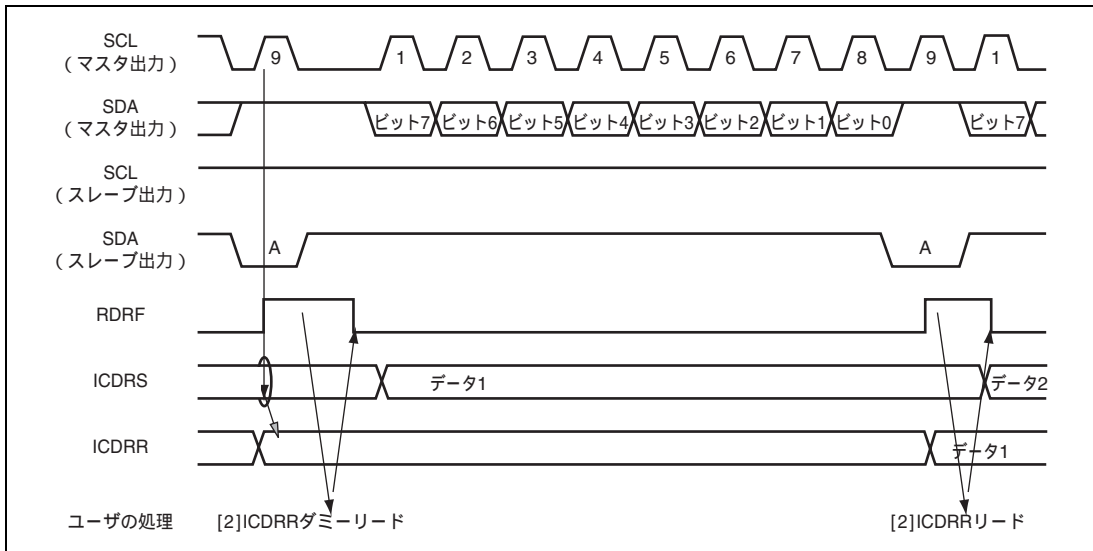 SCL
（マスタ出力）
9 1 2 3 4 5 6 7 8 9 1
SDA
（マスタ出力）
ビット7 ビット6 ビット5 ビット4 ビット3 ビット2 ビット1 ビット0 ビット7
SCL
（スレーブ出力）
SDA
（スレーブ出力）
A A
RDRF
ICDRS
データ1 データ2
ICDRR
データ1
ユーザの処理 [2]ICDRRダミーリード [2]ICDRRリード